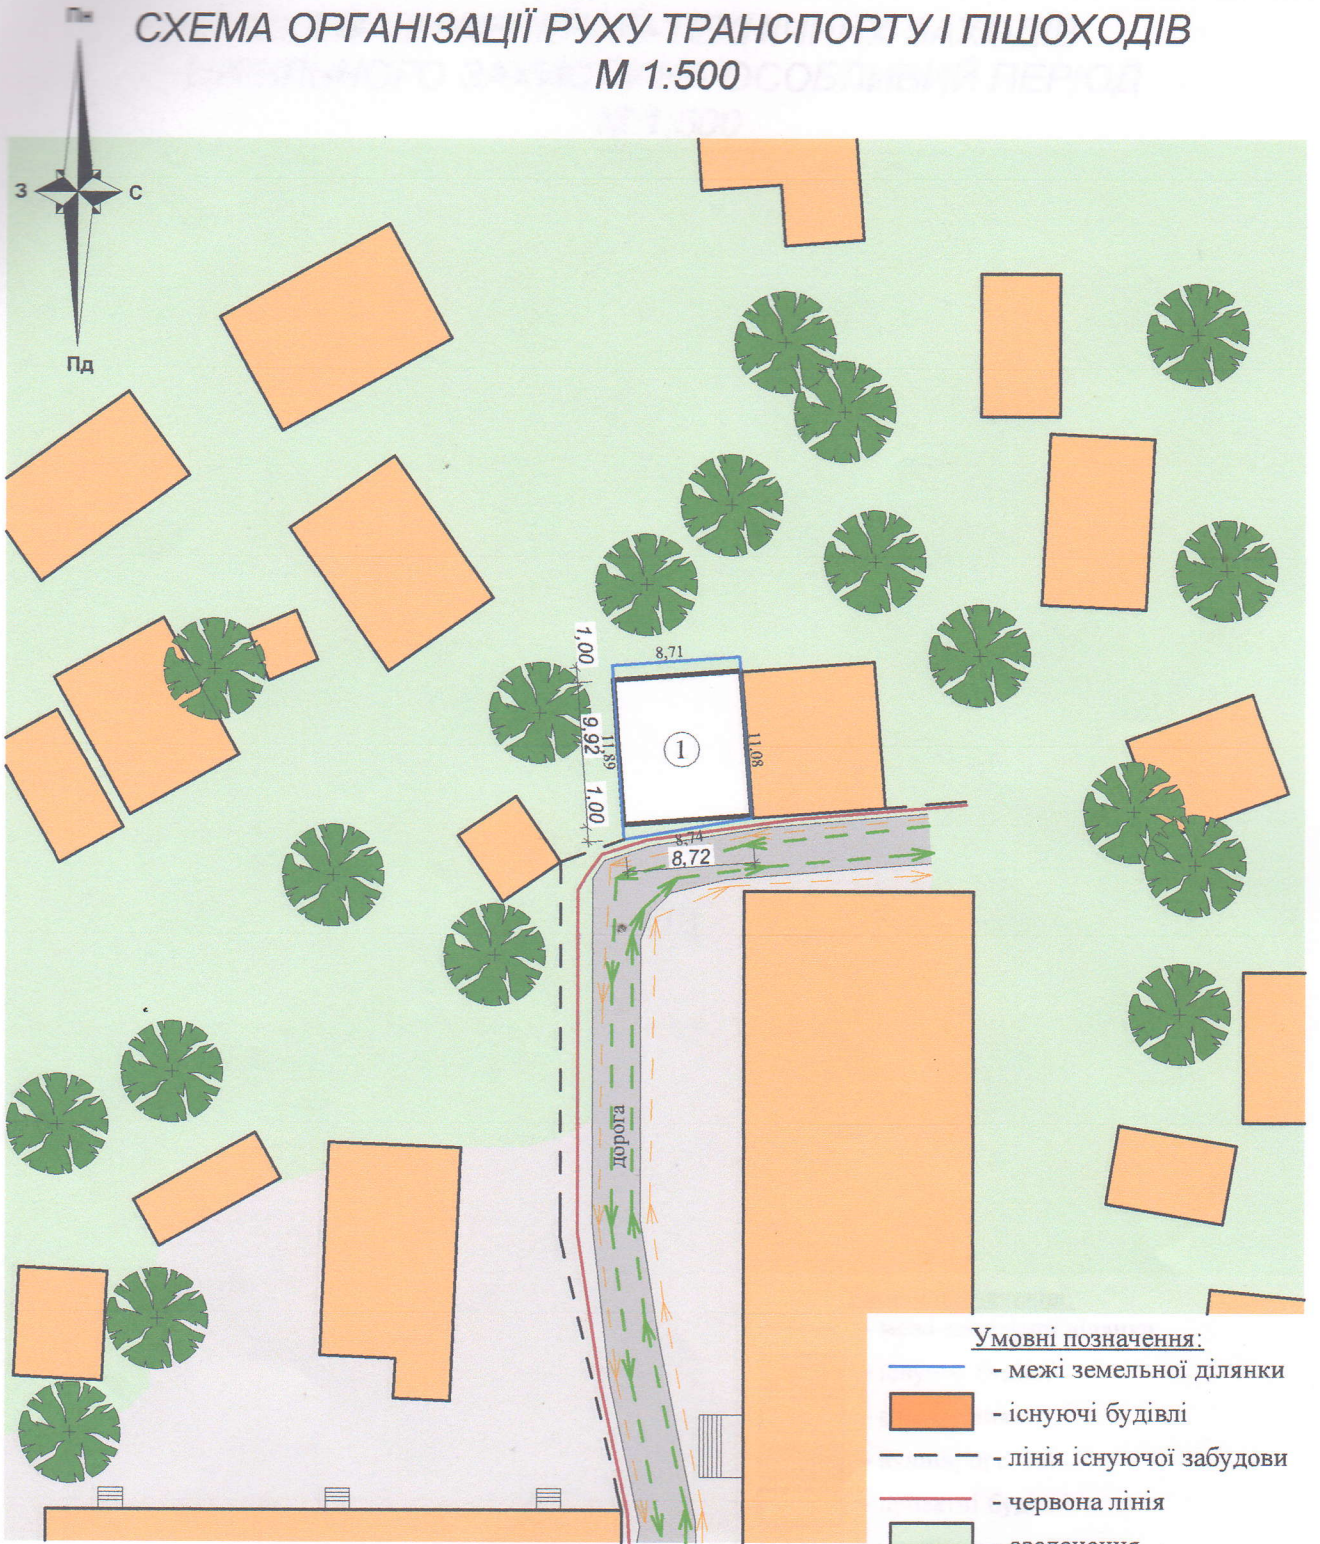 Пн
СХЕМА ОРГАНІЗАЦІЇ РУХУ ТРАНСПОРТУ І ПІШОХОДІВ
М 1:500
З
С
Пд
1,00
8,71
9,92
11,89
1
11,08
1,00
8,74
8,72
дорога
Умовні позначення:
- межі земельної ділянки
- існуючі будівлі
- лінія існуючої забудови
- червона лінія